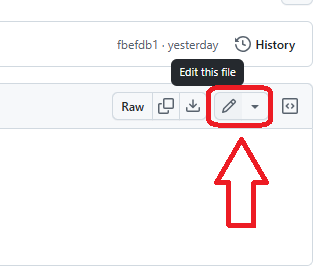 fbefdb1 · yesterday History
Edit this file
Raw